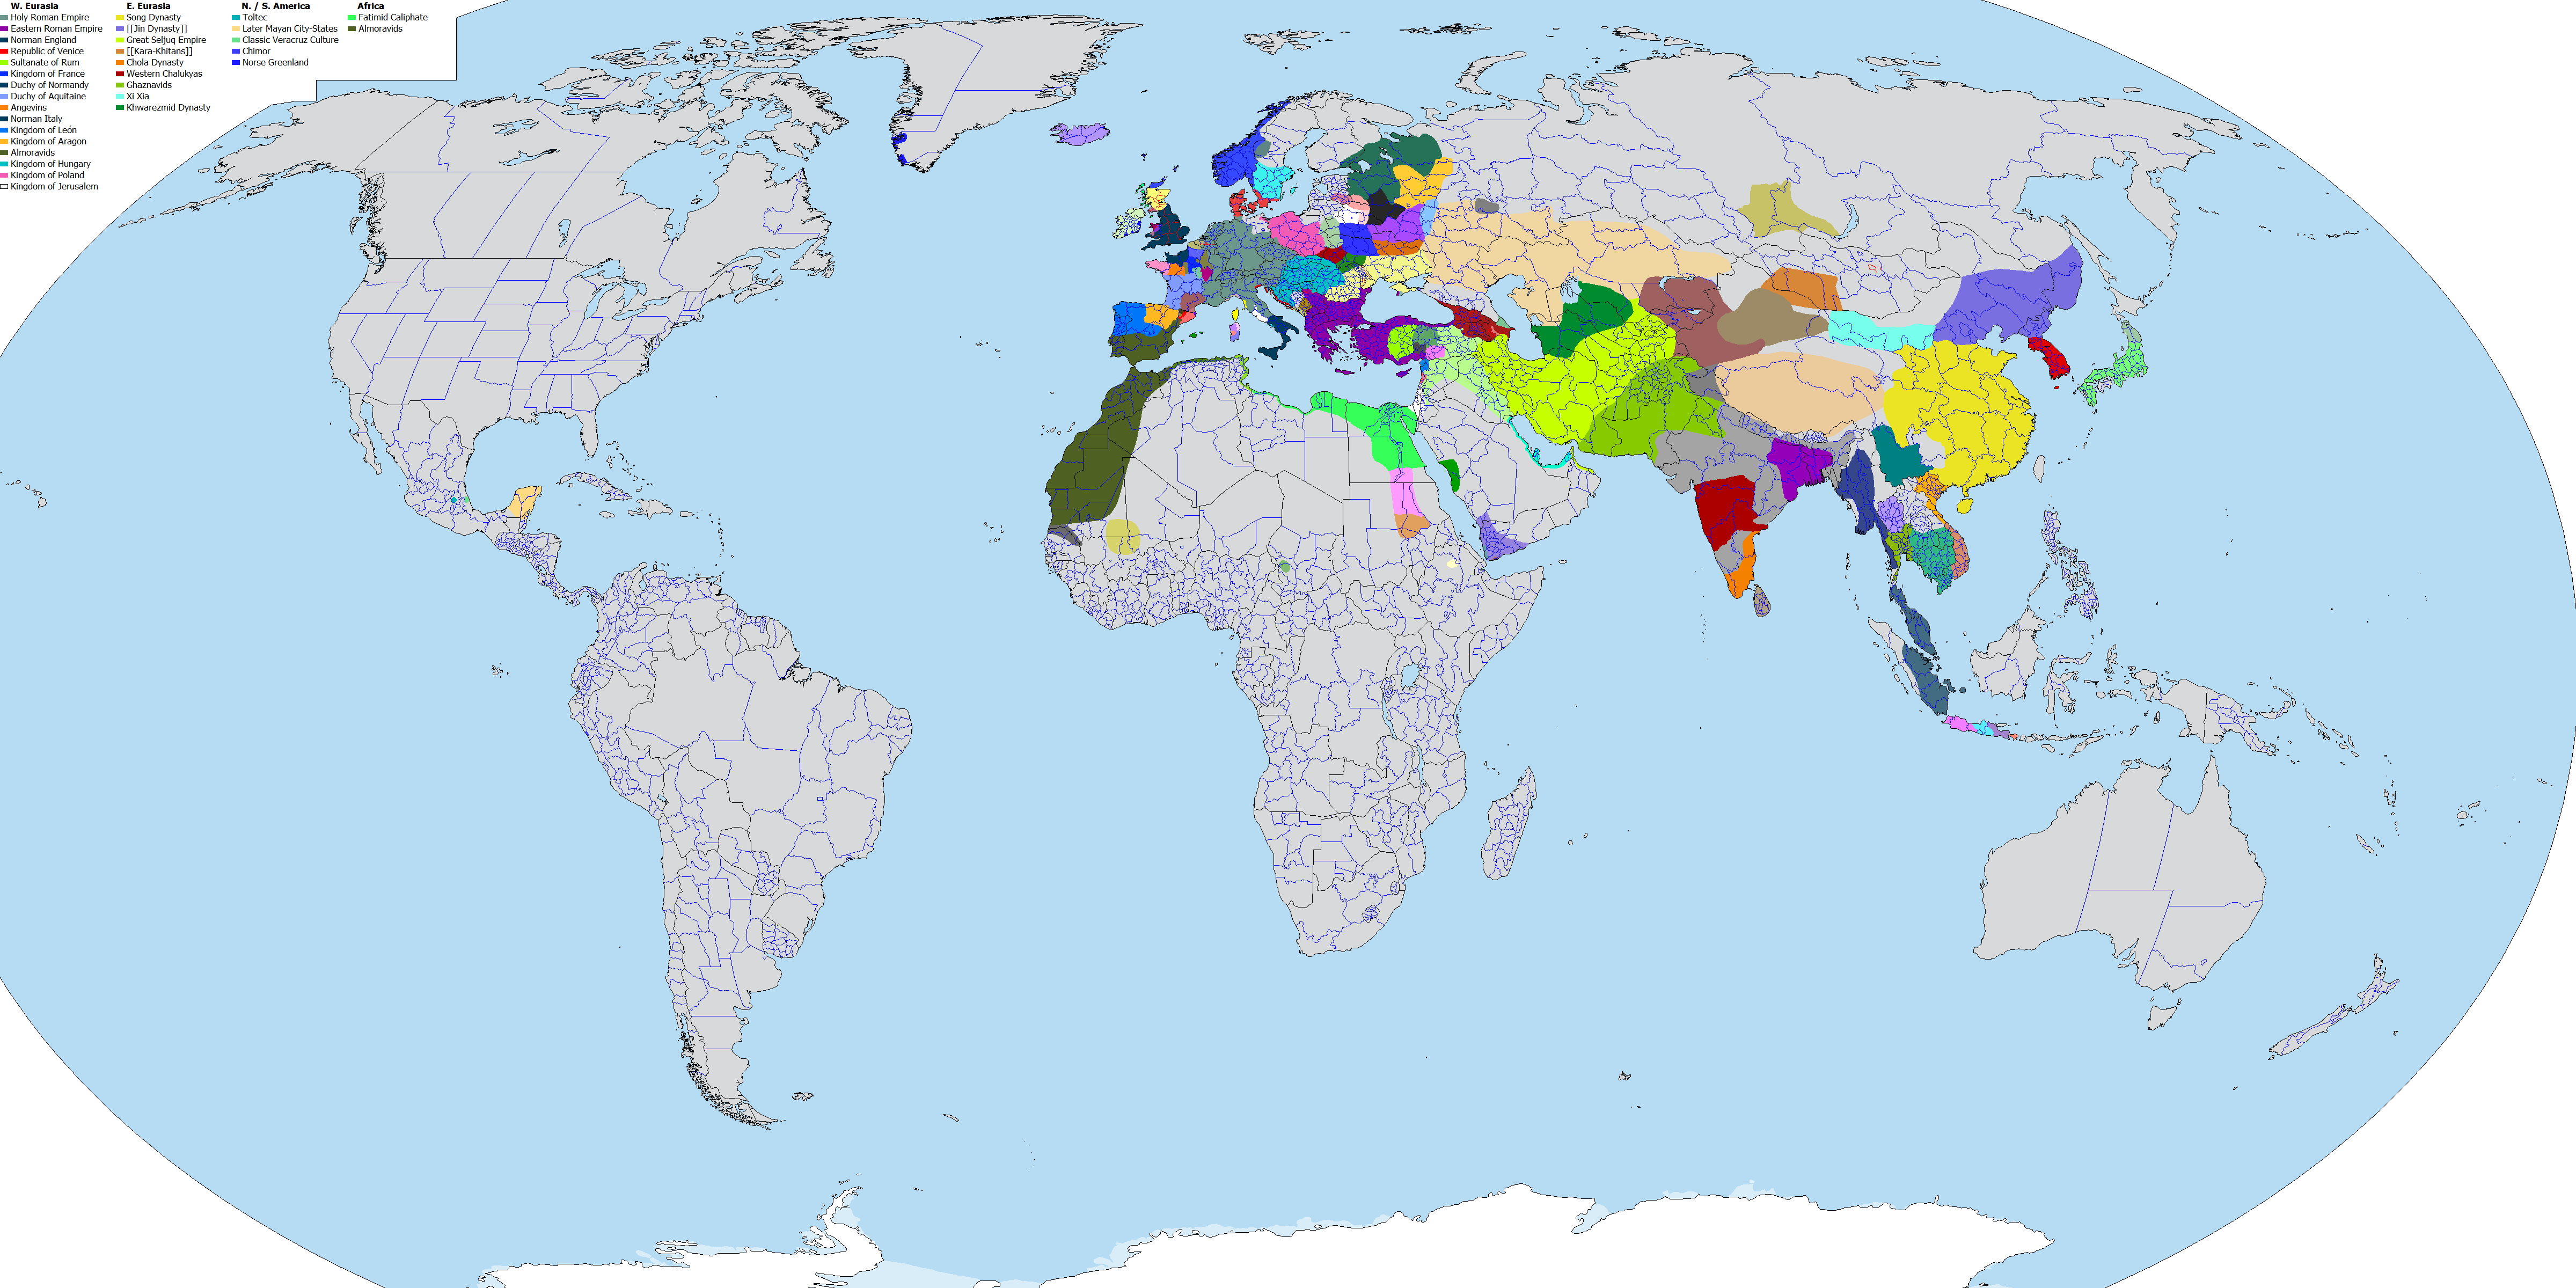 W. Eurasia
Holy Roman Empire
Eastern Roman Empire
Norman England
Republic of Venice
Sultanate of Rum
Kingdom of France
Duchy of Normandy
Duchy of Aquitaine
Angevins
Norman Italy
Kingdom of León
Kingdom of Aragon
Almoravids
Kingdom of Hungary
Kingdom of Poland
Kingdom of Jerusalem
E. Eurasia
Song Dynasty
[[Jin Dynasty]]
Great Seljuq Empire
[[Kara-Khitans]]
Chola Dynasty
Western Chalukyas
Ghaznavids
Xi Xia
Khwarezmid Dynasty
N. / S. America
Toltec
Later Mayan City-States
Classic Veracruz Culture
Chimor
Norse Greenland
Africa
Fatimid Caliphate
Almoravids